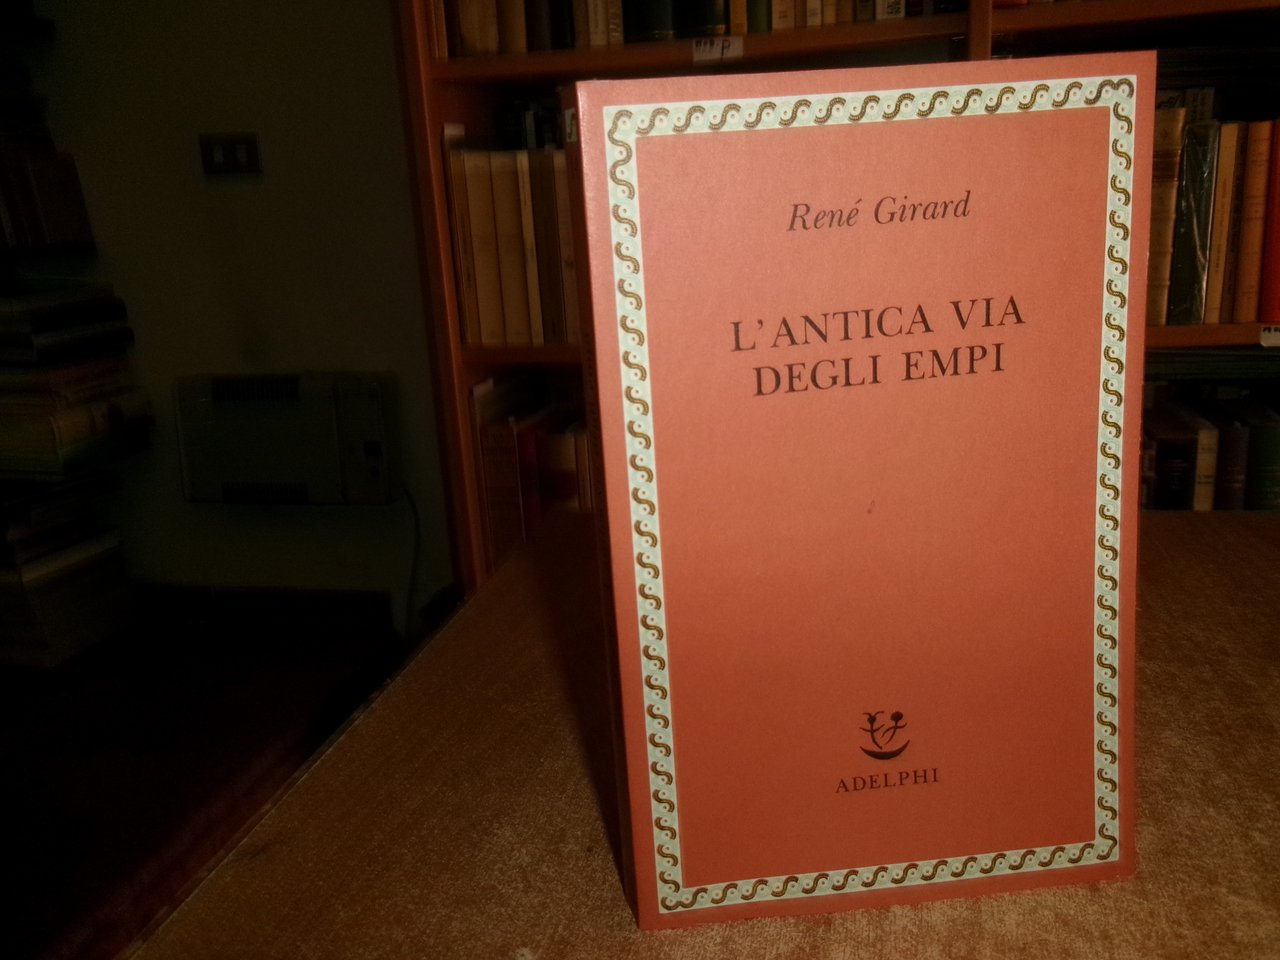 René Girard
L'ANTICA VIA
DEGLI EMPI
ADELPHI